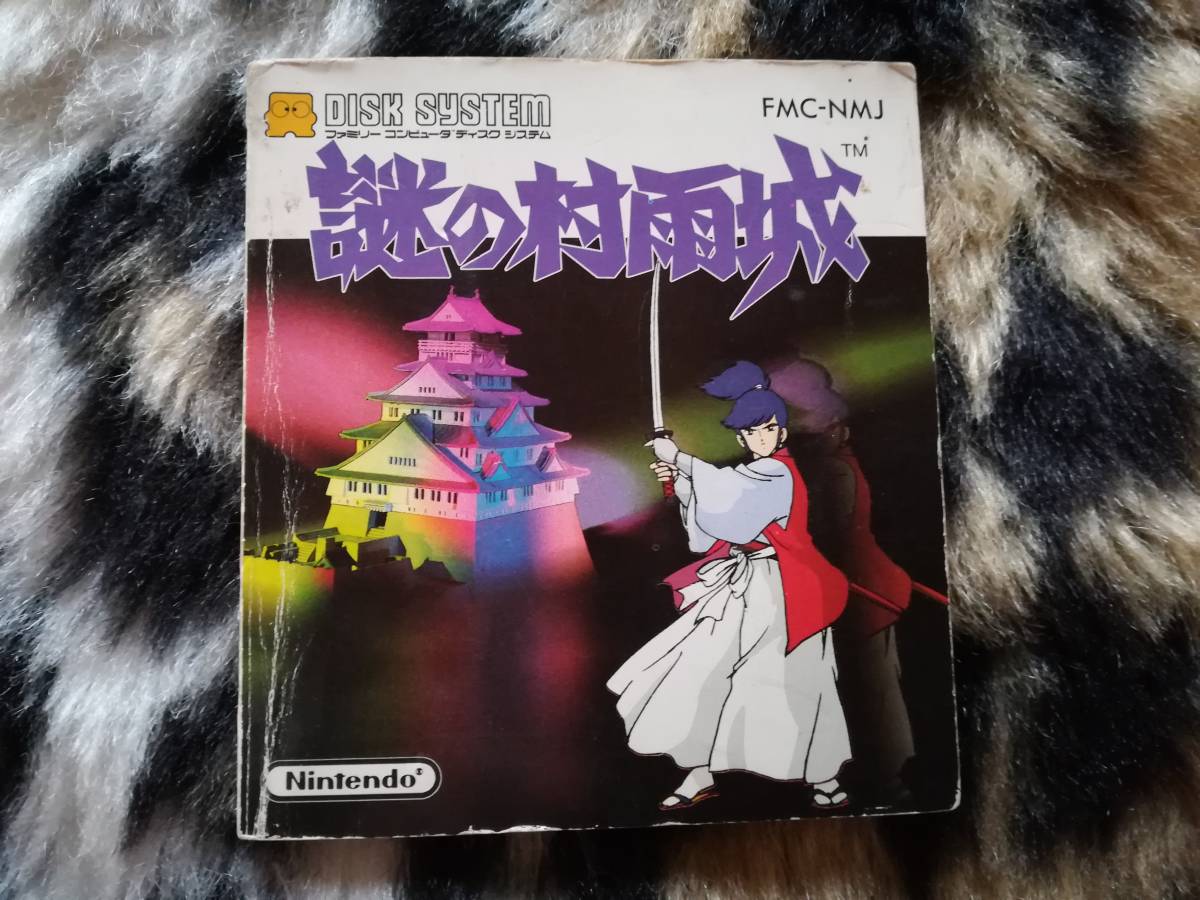 DISK SYSTEM
ファミリー コンピュータ ディスク システム
FMC-NMJ
謎の村雨城
TM
Nintendo®